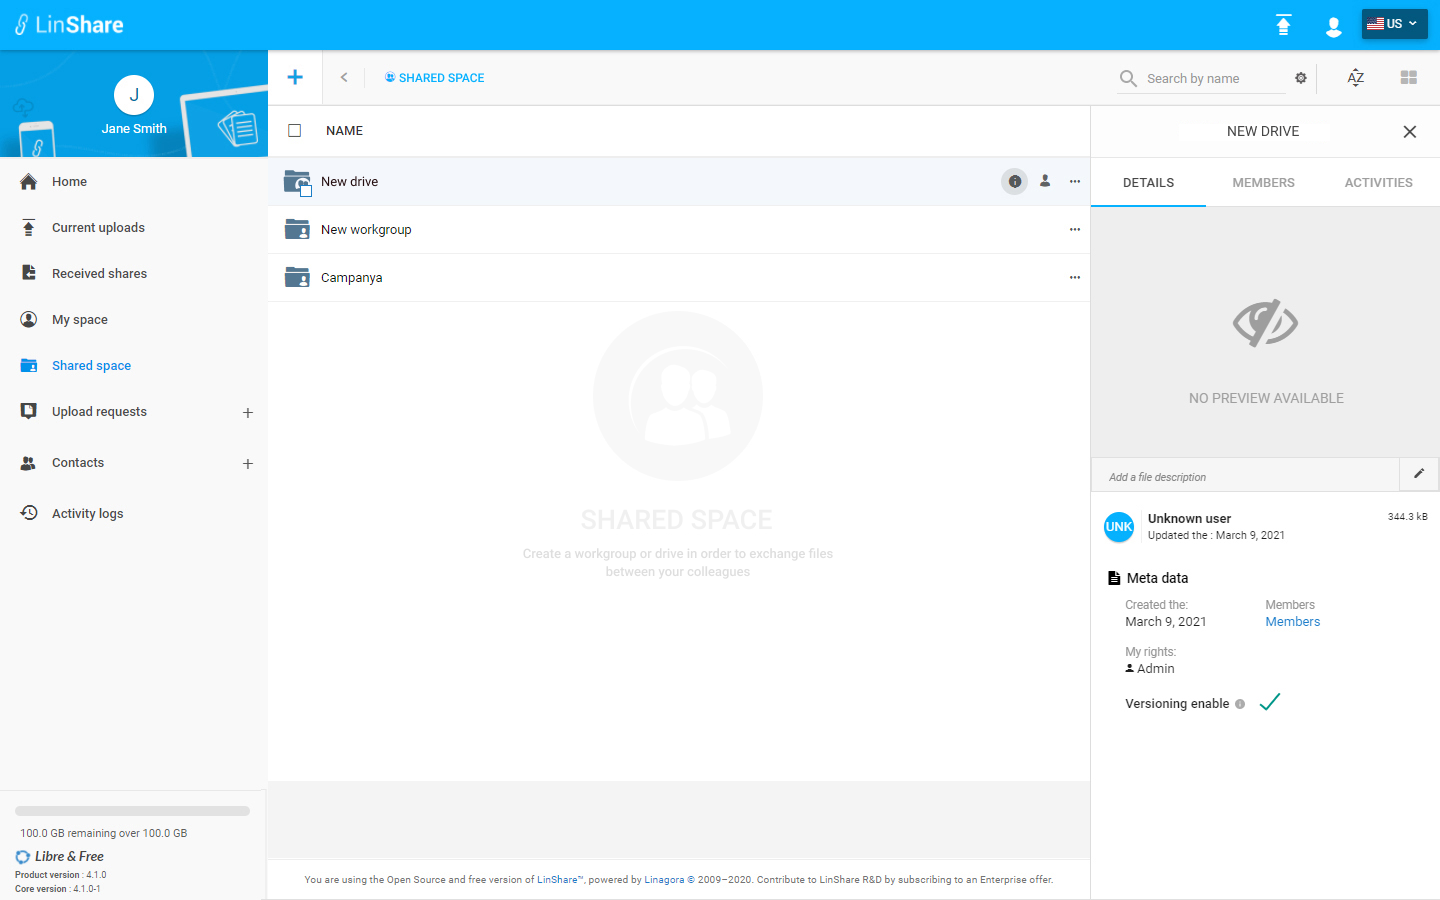 LinShare
US
J
Jane Smith
SHARED SPACE
Search by name
AZ
Home
Current uploads
Received shares
My space
Shared space
Upload requests
Contacts
Activity logs
NAME
New drive
New workgroup
Campanya
SHARED SPACE
Create a workgroup or drive in order to exchange files
between your colleagues
NEW DRIVE
DETAILS MEMBERS ACTIVITIES
NO PREVIEW AVAILABLE
Add a file description
UNK
Unknown user
344.3 kB
Updated the : March 9, 2021
Meta data
Created the: Members
March 9, 2021 Members
My rights:
Admin
Versioning enable
100.0 GB remaining over 100.0 GB
Libre & Free
Product version : 4.1.0
Core version : 4.1.0-1
You are using the Open Source and free version of LinShare™, powered by Linagora © 2009–2020. Contribute to LinShare R&D by subscribing to an Enterprise offer.